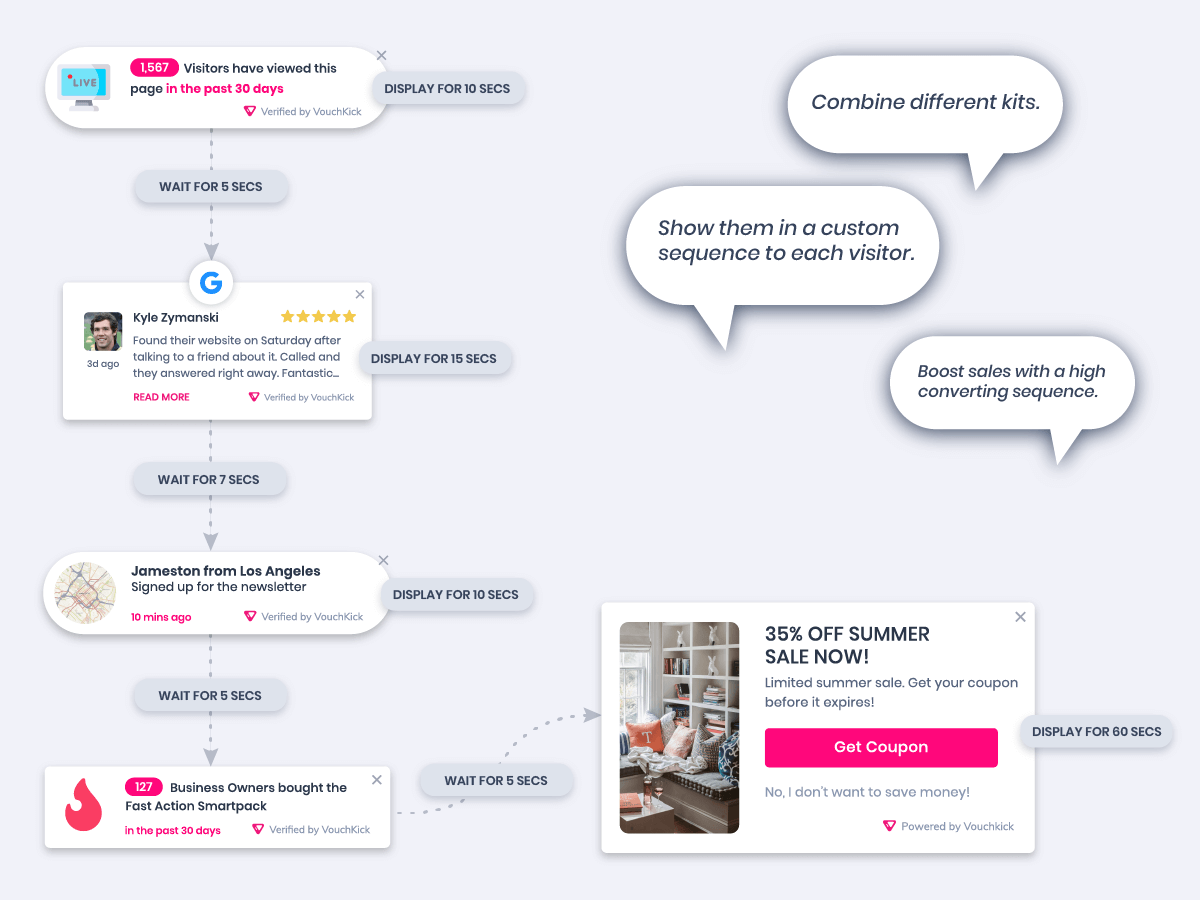 LIVE
1,567 Visitors have viewed this
page in the past 30 days
Verified by VouchKick
DISPLAY FOR 10 SECS
WAIT FOR 5 SECS
G
Kyle Zymanski
3d ago
Found their website on Saturday after
talking to a friend about it. Called and
they answered right away. Fantastic...
READ MORE
Verified by VouchKick
DISPLAY FOR 15 SECS
WAIT FOR 7 SECS
Jameston from Los Angeles
Signed up for the newsletter
10 mins ago
Verified by VouchKick
DISPLAY FOR 10 SECS
WAIT FOR 5 SECS
127 Business Owners bought the
Fast Action Smartpack
in the past 30 days
Verified by VouchKick
WAIT FOR 5 SECS
Combine different kits.
Show them in a custom
sequence to each visitor.
Boost sales with a high
converting sequence.
T
35% OFF SUMMER
SALE NOW!
Limited summer sale. Get your coupon
before it expires!
Get Coupon
No, I don't want to save money!
Powered by Vouchkick
DISPLAY FOR 60 SECS